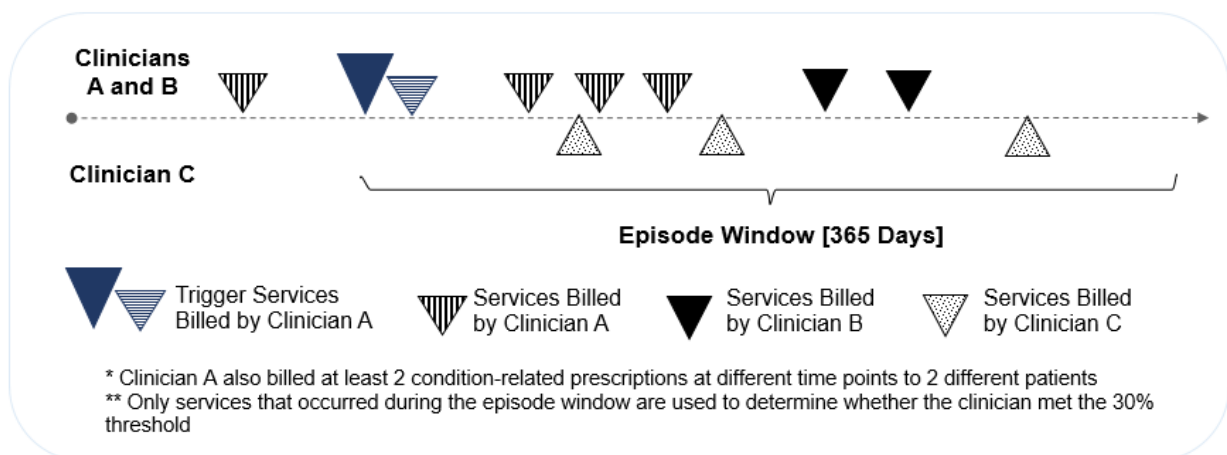 Clinicians
A and B
Clinician C
Episode Window [365 Days]
Trigger Services
Billed by Clinician A
Services Billed
by Clinician A
Services Billed
by Clinician B
Services Billed
by Clinician C
* Clinician A also billed at least 2 condition-related prescriptions at different time points to 2 different patients
** Only services that occurred during the episode window are used to determine whether the clinician met the 30%
threshold